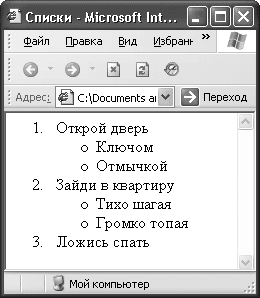 Списки - Microsoft Int...
Файл Правка Вид Избранн »
Адрес: C:\Documents an Переход
1. Открой дверь
o Ключом
o Отмычкой
2. Зайди в квартиру
o Тихо шагая
o Громко топая
3. Ложись спать
Мой компьютер